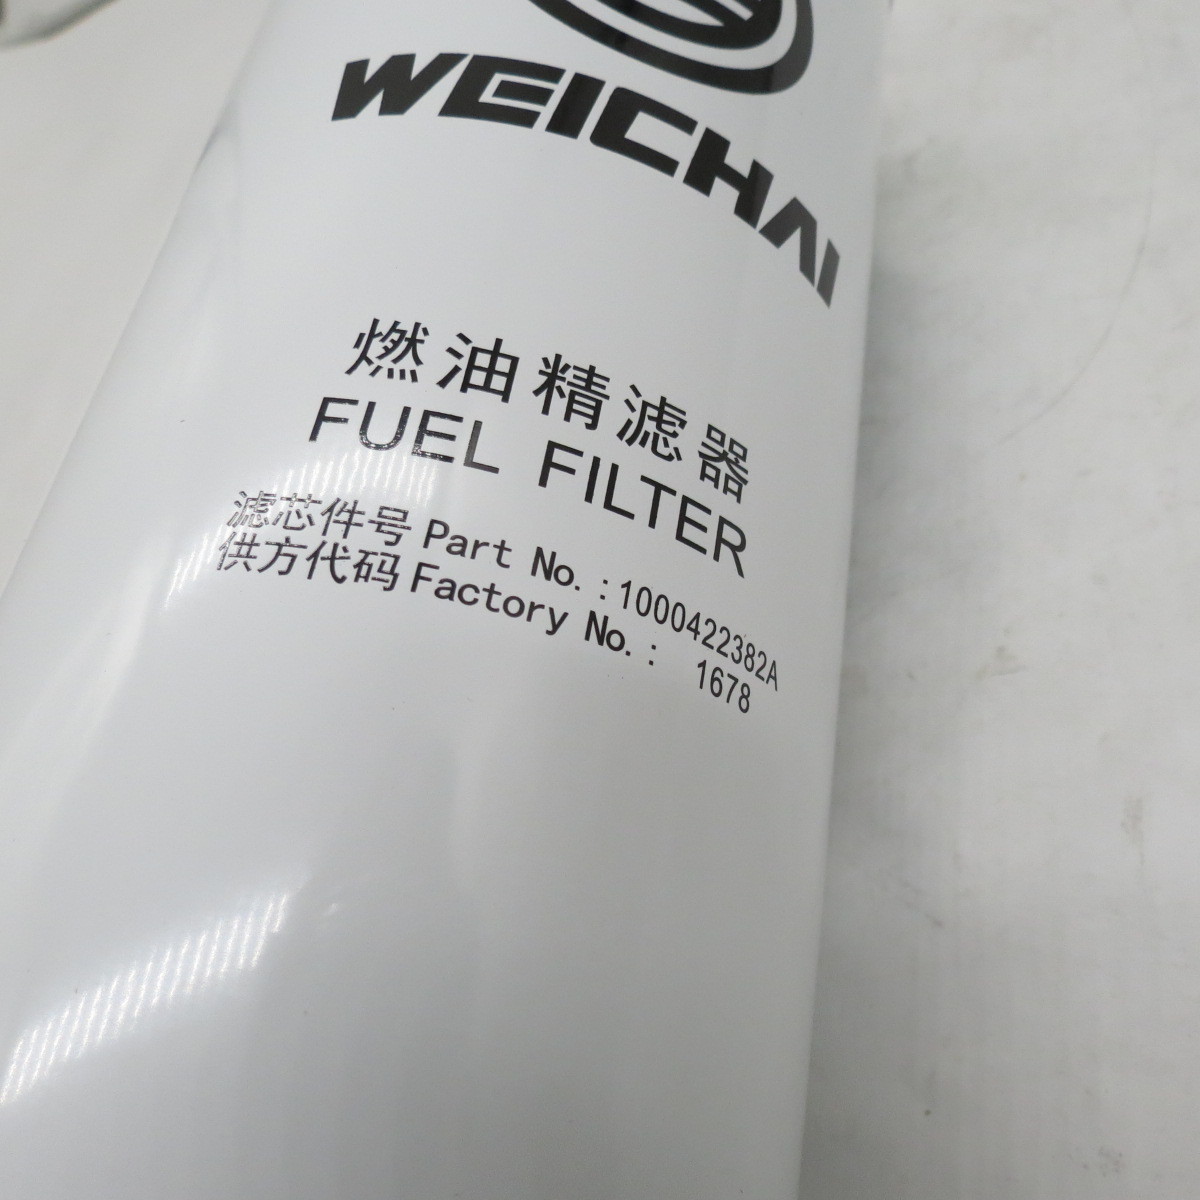 WEICHAI
燃油精滤器
FUEL FILTER
滤芯件号 Part No.:1000422382A
供方代码 Factory No.: 1678